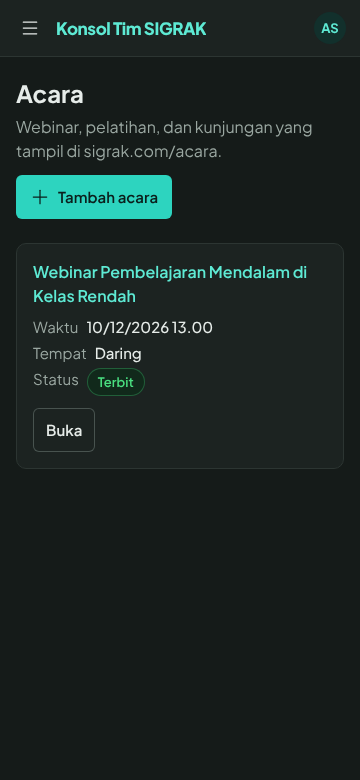 Konsol Tim SIGRAK
AS
Acara
Webinar, pelatihan, dan kunjungan yang
tampil di sigrak.com/acara.
Tambah acara
Webinar Pembelajaran Mendalam di
Kelas Rendah
Waktu 10/12/2026 13.00
Tempat Daring
Status Terbit
Buka